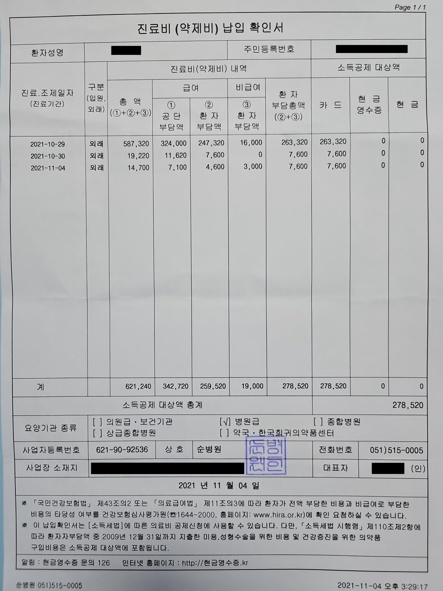 Page 1 / 1
진료비 (약제비) 납입 확인서
환자성명
주민등록번호
진료.조제일자
(진료기간)
구분
(입원,
외래)
진료비(약제비) 내역
소득공제 대상액
총 액
(①+②+③)
급여
비급여
환 자
부담총액
(②+③)
카 드
현 금
영수증
현 금
①
공 단
부담액
②
환 자
부담액
③
환 자
부담액
2021-10-29 외래 587,320 324,000 247,320 16,000 263,320 263,320 0 0
2021-10-30 외래 19,220 11,620 7,600 0 7,600 7,600 0 0
2021-11-04 외래 14,700 7,100 4,600 3,000 7,600 7,600 0 0
계 621,240 342,720 259,520 19,000 278,520 278,520 0 0
소득공제 대상액 총계 278,520
요양기관 종류
[ ] 의원급·보건기관 [√] 병원급 [ ] 종합병원
[ ] 상급종합병원 [ ] 약국·한국희귀의약품센터
사업자등록번호 621-90-92536 상 호 순병원 전화번호 051)515-0005
사업장 소재지 대표자 (인)
2021 년 11 월 04 일
※ 「국민건강보험법」 제43조의2 또는 「의료급여법」 제11조의3에 따라 환자가 전액 부담한 비용과 비급여로 부담한
비용의 타당성 여부를 건강보험심사평가원(☎1644-2000, 홈페이지: www.hira.or.kr)에 확인 요청하실 수 있습니다.
※ 이 납입확인서는 [소득세법]에 따른 의료비 공제신청에 사용할 수 있습니다. 다만, 「소득세법 시행령」 제110조제2항에
따라 환자부담액 중 2009년 12월 31일까지 지출한 미용,성형수술을 위한 비용 및 건강증진을 위한 의약품
구입비용은 소득공제 대상에 포함됩니다.
알림 : 현금영수증 문의 126 인터넷 홈페이지 : http://현금영수증.kr
순병원 051)515-0005
2021-11-04 오후 3:29:17